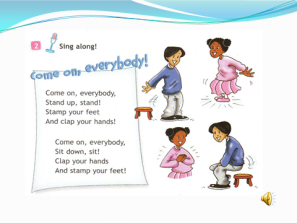 2 Sing along!
Come on, everybody!
Come on, everybody,
Stand up, stand!
Stamp your feet
And clap your hands!
Come on, everybody,
Sit down, sit!
Clap your hands
And stamp your feet!